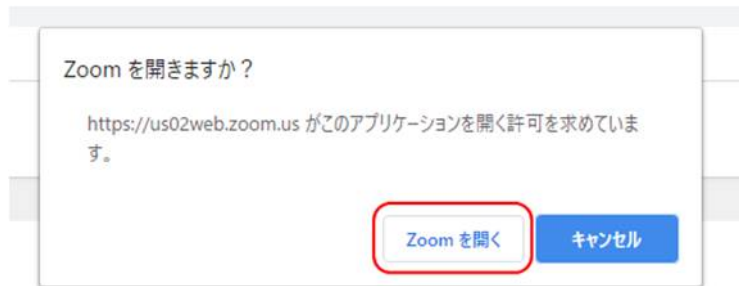 Zoom を開きますか？
https://us02web.zoom.us がこのアプリケーションを開く許可を求めていま
す。
Zoom を開く
キャンセル